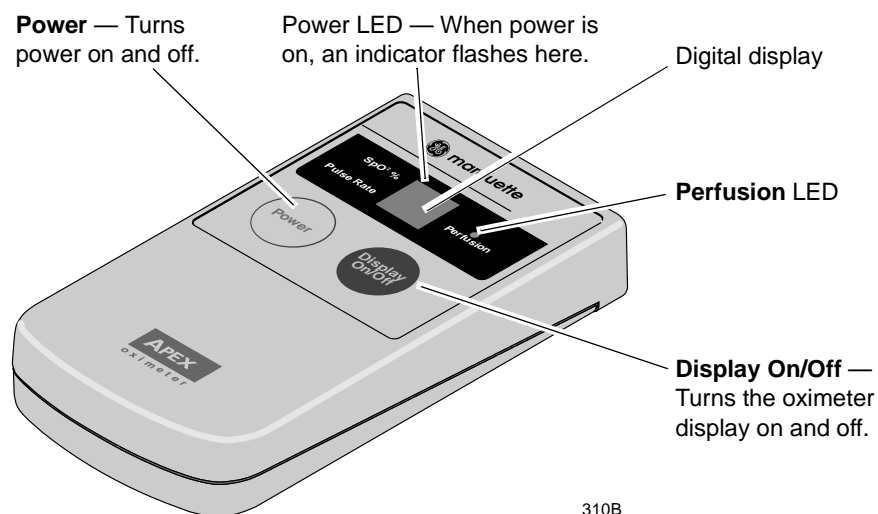 Power — Turns
power on and off.
Power LED — When power is
on, an indicator flashes here.
Digital display
marquette
SpO² %
Pulse Rate
Perfusion
Power
Display
On/Off
Perfusion LED
APEX
oximeter
Display On/Off —
Turns the oximeter
display on and off.
310B